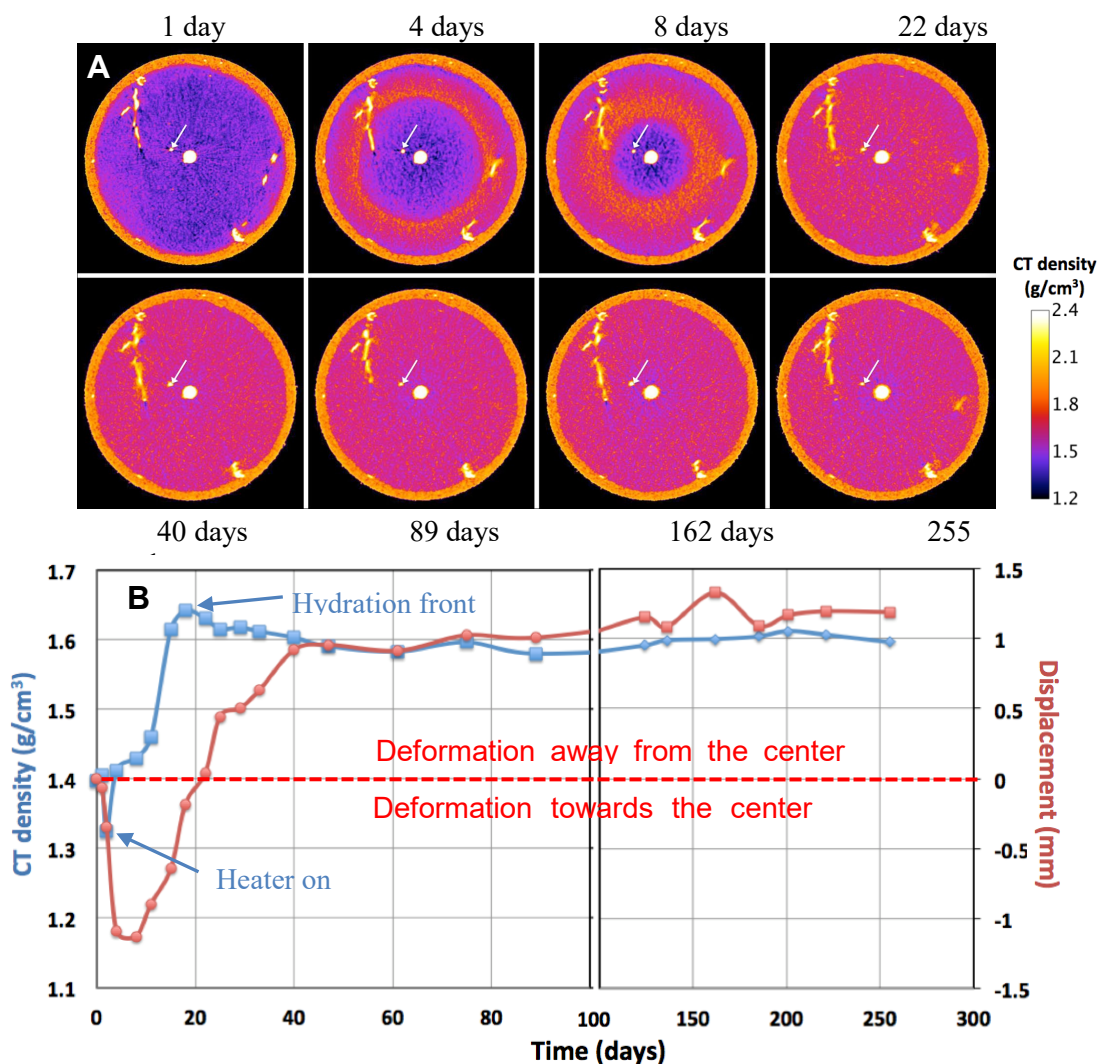 1 day 4 days 8 days 22 days
A
CT density
(g/cm³)
2.4
2.1
1.8
1.5
1.2
40 days 89 days 162 days 255
B
1.7
1.6
1.5
1.4
1.3
1.2
1.1
CT density (g/cm³)
Hydration front
Heater on
Deformation away from the center
Deformation towards the center
1.5
1
0.5
0
-0.5
-1
-1.5
Displacement (mm)
0 20 40 60 80 100 150 200 250 300
Time (days)